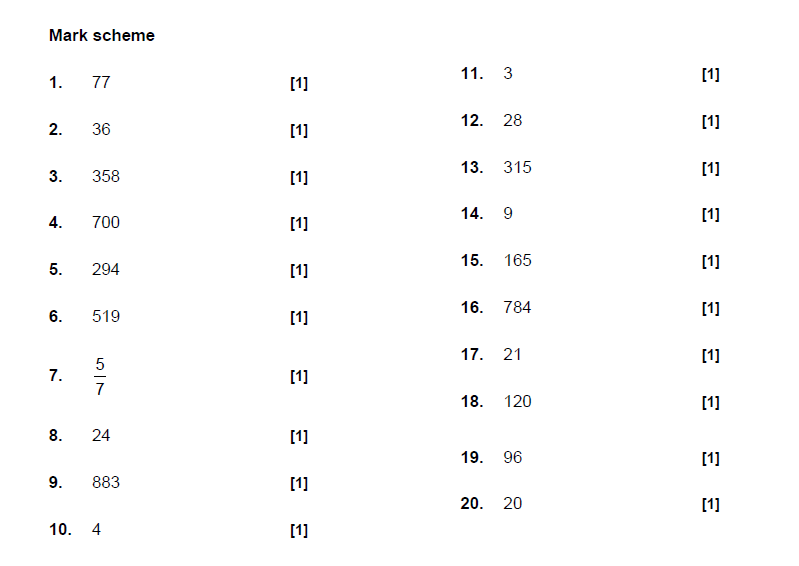 Mark scheme
1. 77 [1]
2. 36 [1]
3. 358 [1]
4. 700 [1]
5. 294 [1]
6. 519 [1]
7. 5/7 [1]
8. 24 [1]
9. 883 [1]
10. 4 [1]
11. 3 [1]
12. 28 [1]
13. 315 [1]
14. 9 [1]
15. 165 [1]
16. 784 [1]
17. 21 [1]
18. 120 [1]
19. 96 [1]
20. 20 [1]